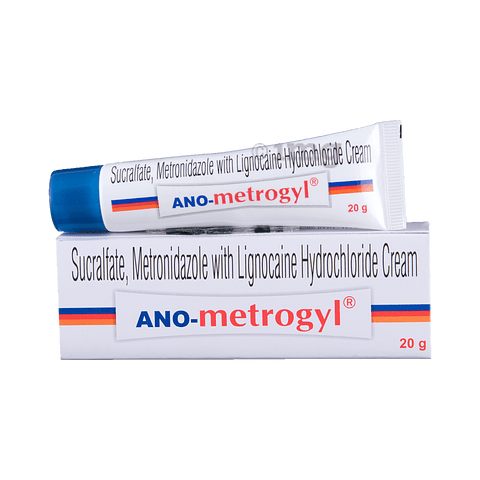 Sucralfate, Metronidazole with Lignocaine Hydrochloride Cream
ANO-metrogyl®
20 g
Sucralfate, Metronidazole with Lignocaine Hydrochloride Cream
ANO-metrogyl®
20 g